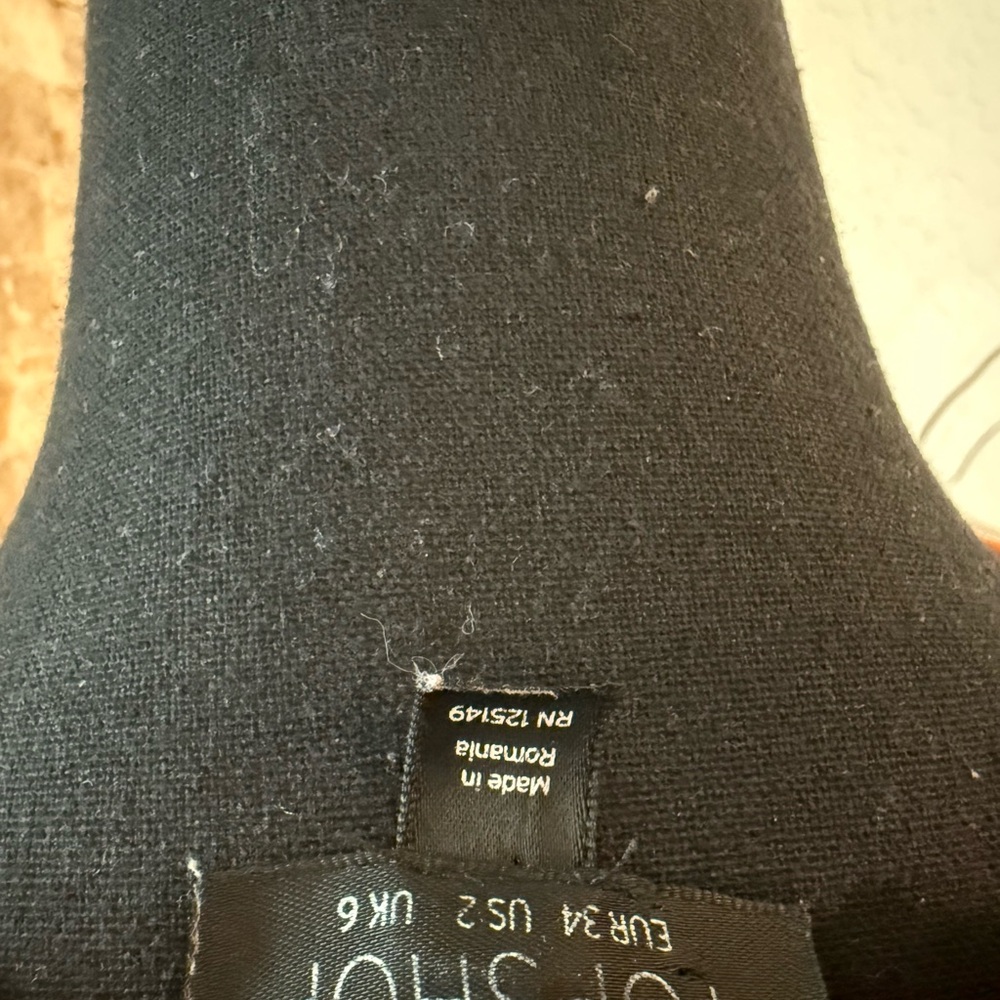 EUR 34 US 2 UK 6
Made in
Romania
RN 125149